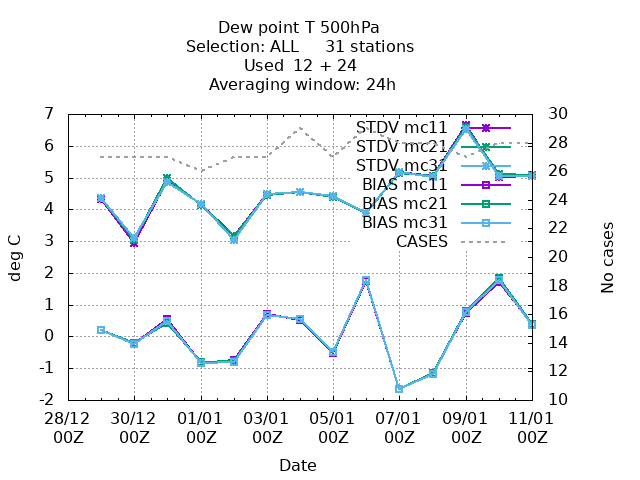 Dew point T 500hPa
Selection: ALL 31 stations
Used 12 + 24
Averaging window: 24h
7
6
5
4
3
2
1
0
-1
-2
deg C
30
28
26
24
22
20
18
16
14
12
10
No cases
STDV mc11
STDV mc21
STDV mc31
BIAS mc11
BIAS mc21
BIAS mc31
CASES
28/12 30/12 01/01 03/01 05/01 07/01 09/01 11/01
00Z 00Z 00Z 00Z 00Z 00Z 00Z 00Z
Date